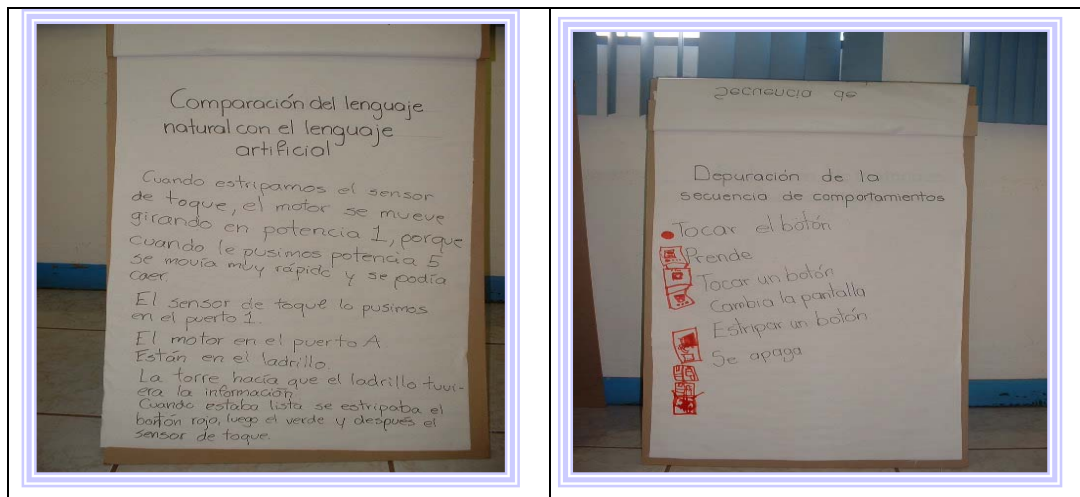 Comparación del lenguaje
natural con el lenguaje
artificial
Cuando estripamos el sensor
de toque, el motor se mueve
girando en potencia 1, porque
cuando le pusimos potencia 5
se movía muy rápido y se podía
caer.
El sensor de toque lo pusimos
en el puerto 1.
El motor en el puerto A
Están en el ladrillo.
La torre hacía que el ladrillo tuvi-
era la información.
Cuando estaba lista se estripaba el
bottón rojo, luego el verde y después el
sensor de toque.
secuencia de
Depuración de la
secuencia de comportamientos
Tocar el botón
Prende
Tocar un botón
Cambia la pantalla
Estripar un botón
Se apaga